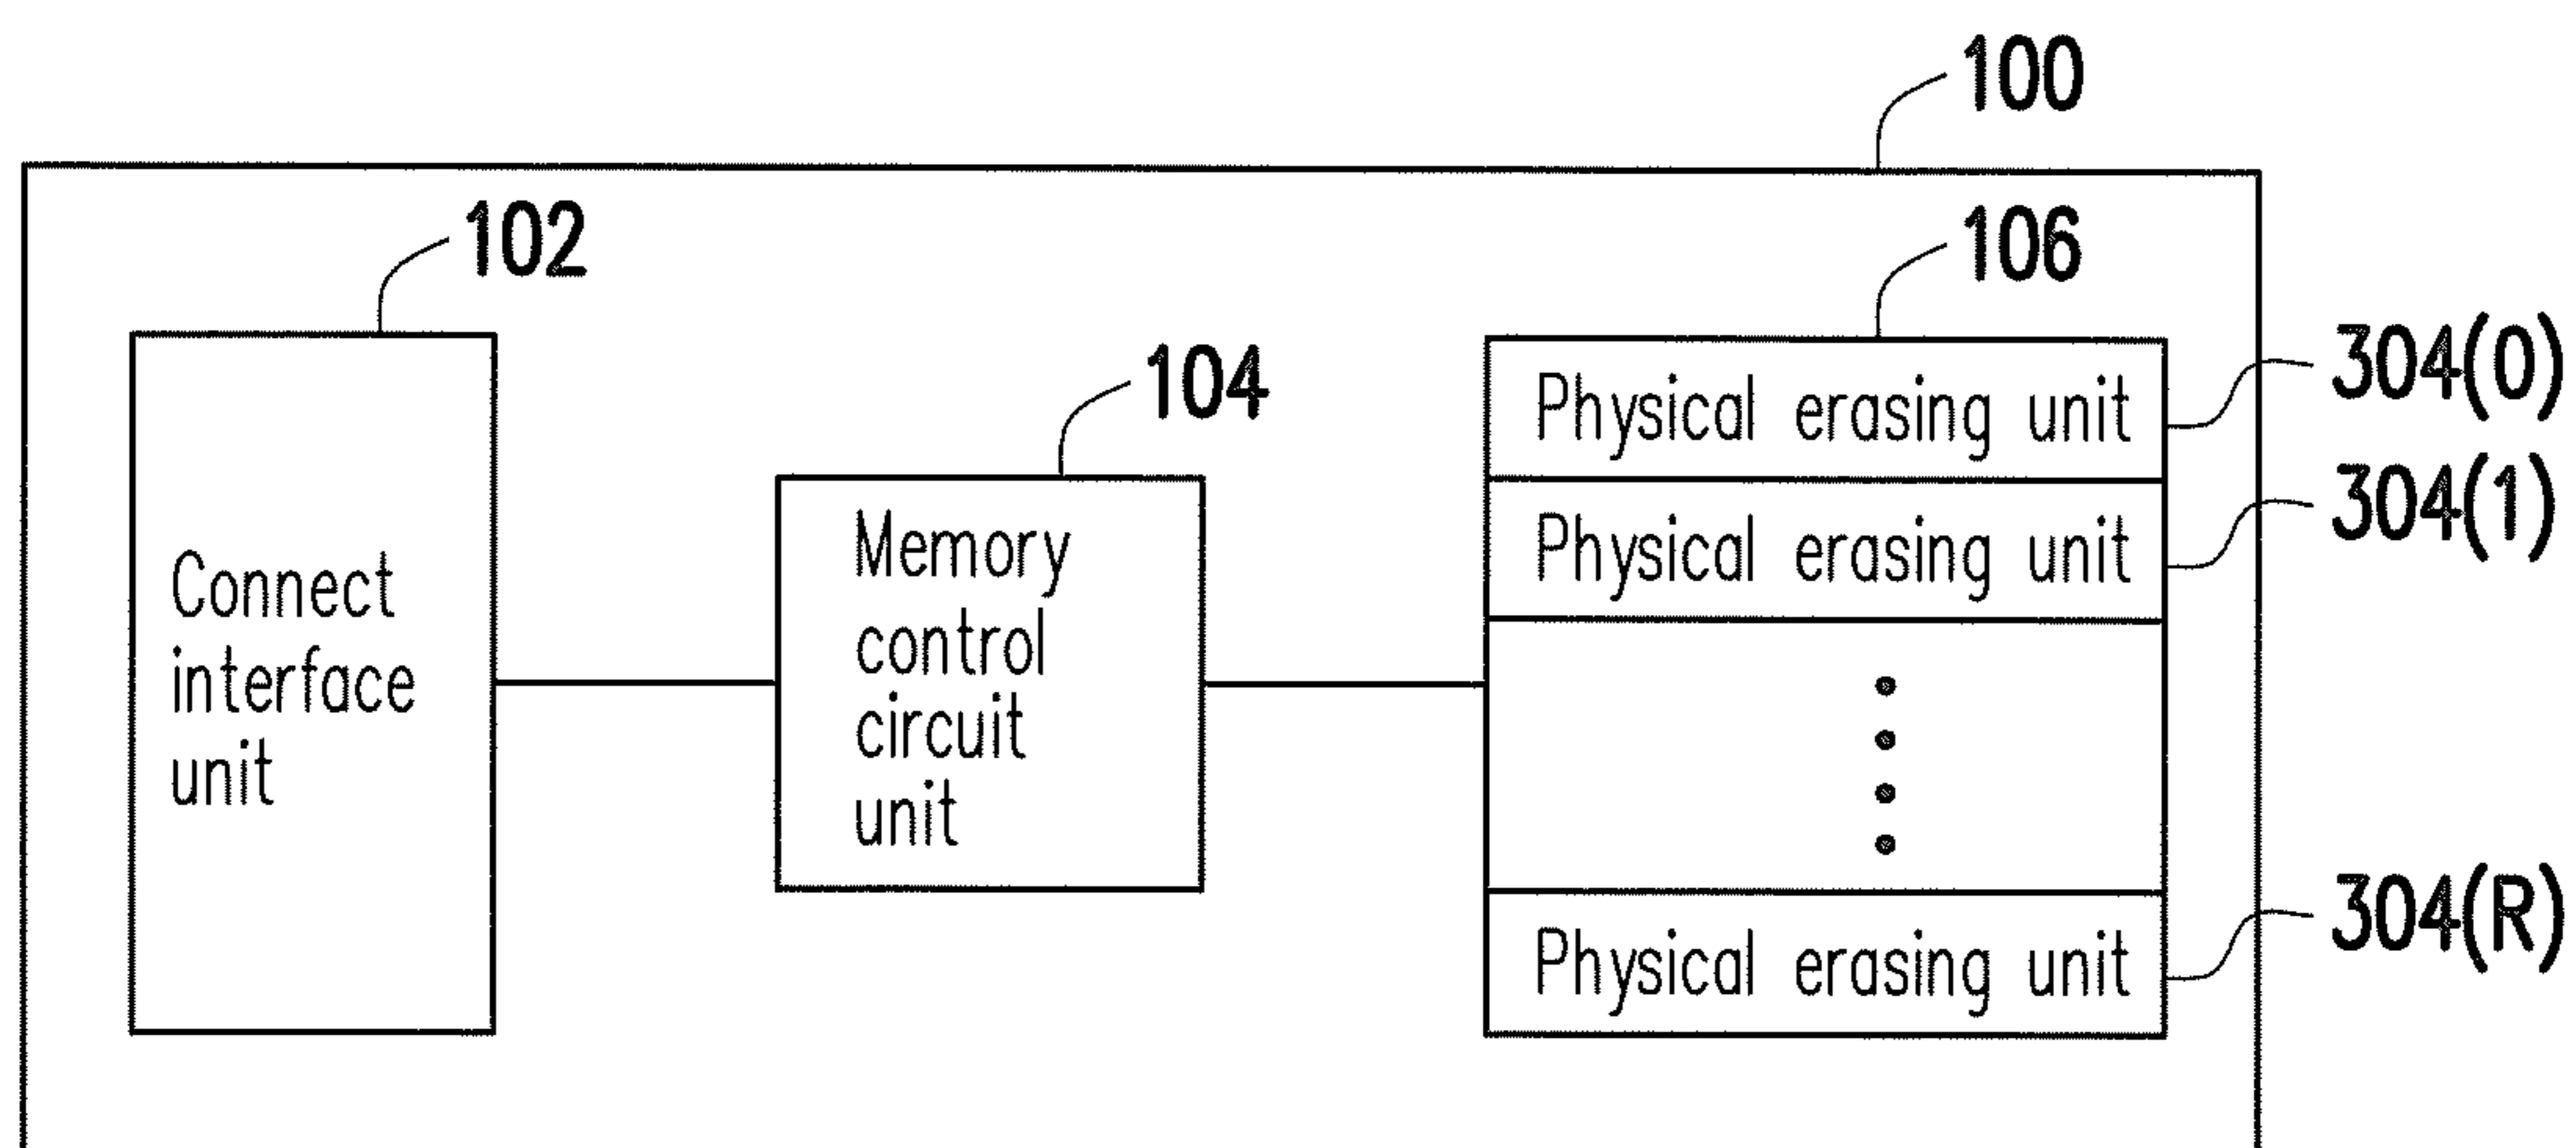 100
102
106
104
304(0)
Physical erasing unit
304(1)
Physical erasing unit
Connect
interface
unit
Memory
control
circuit
unit
304(R)
Physical erasing unit